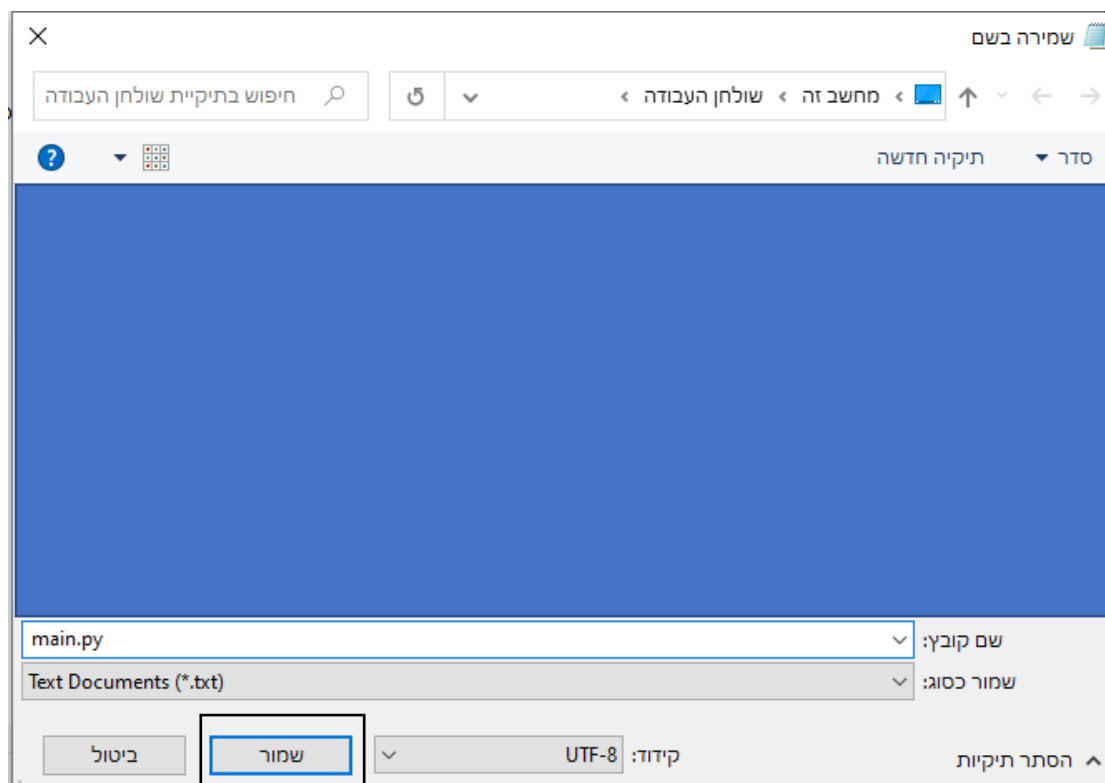 שמירה בשם
מחשב זה › שולחן העבודה ›
חיפוש בתיקיית שולחן העבודה
סדר
תיקיה חדשה
?
שם קובץ: main.py
שמור כסוג: Text Documents (*.txt)
הסתר תיקיות
קידוד: UTF-8
שמור
ביטול